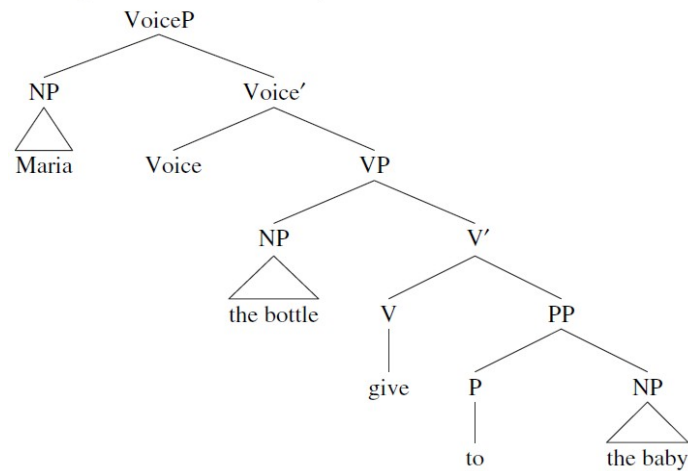 VoiceP
NP Voice′
Maria Voice VP
NP V′
the bottle V PP
give P NP
to the baby